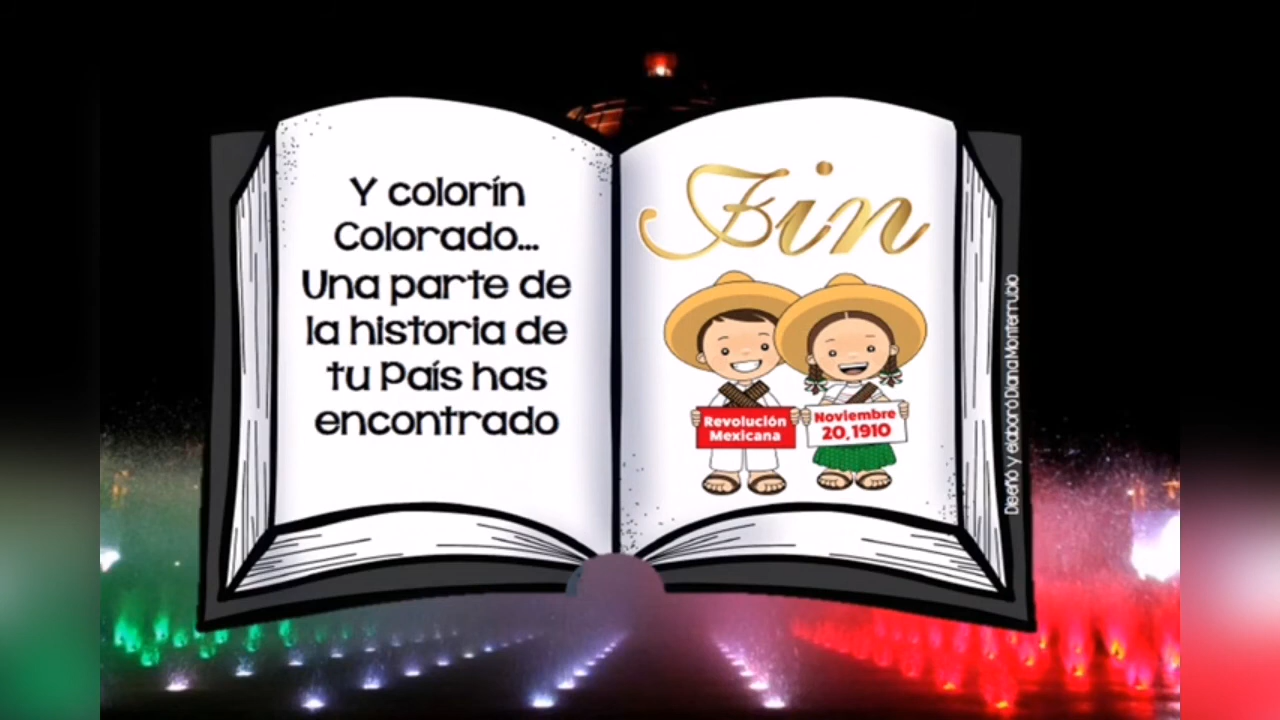 Y colorín
Colorado...
Una parte de
la historia de
tu País has
encontrado
Fin
Revolución
Mexicana
Noviembre
20, 1910
Diseñó y elaboró Diana Monterrubio